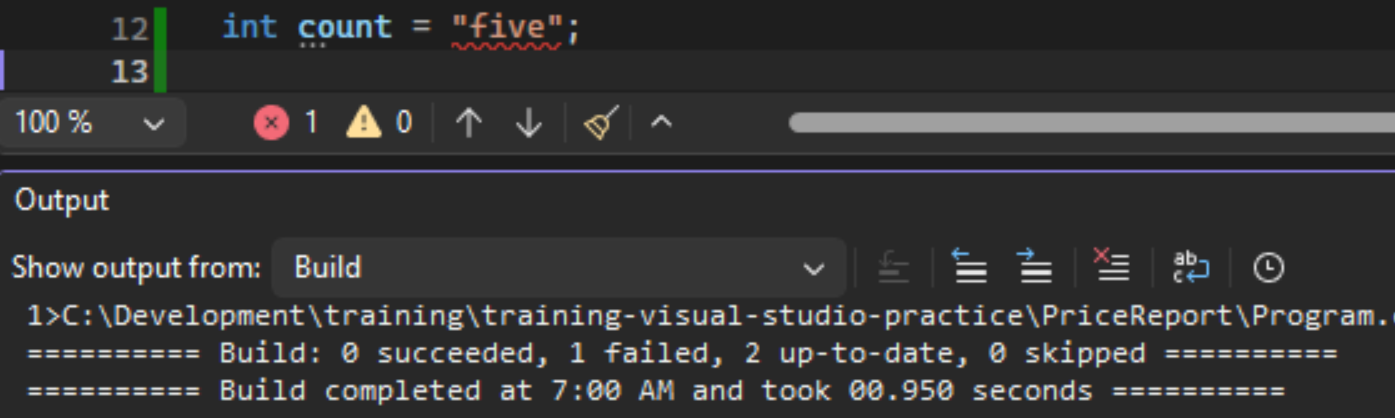 12 int count = "five";
13
100 % 1 0
Output
Show output from: Build
1>C:\Development\training\training-visual-studio-practice\PriceReport\Program.
========== Build: 0 succeeded, 1 failed, 2 up-to-date, 0 skipped ==========
========== Build completed at 7:00 AM and took 00.950 seconds ==========